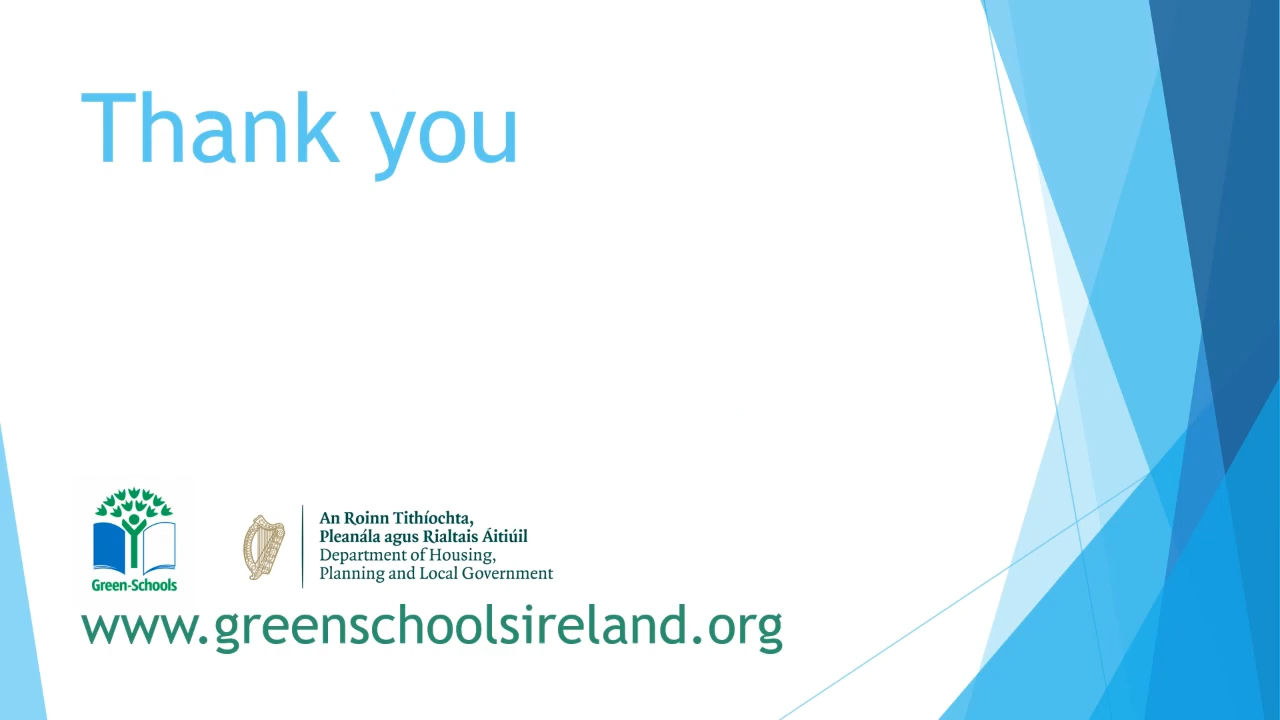 Thank you
An Roinn Tithíochta,
Pleanála agus Rialtais Áitiúil
Department of Housing,
Planning and Local Government
Green-Schools
www.greenschoolsireland.org